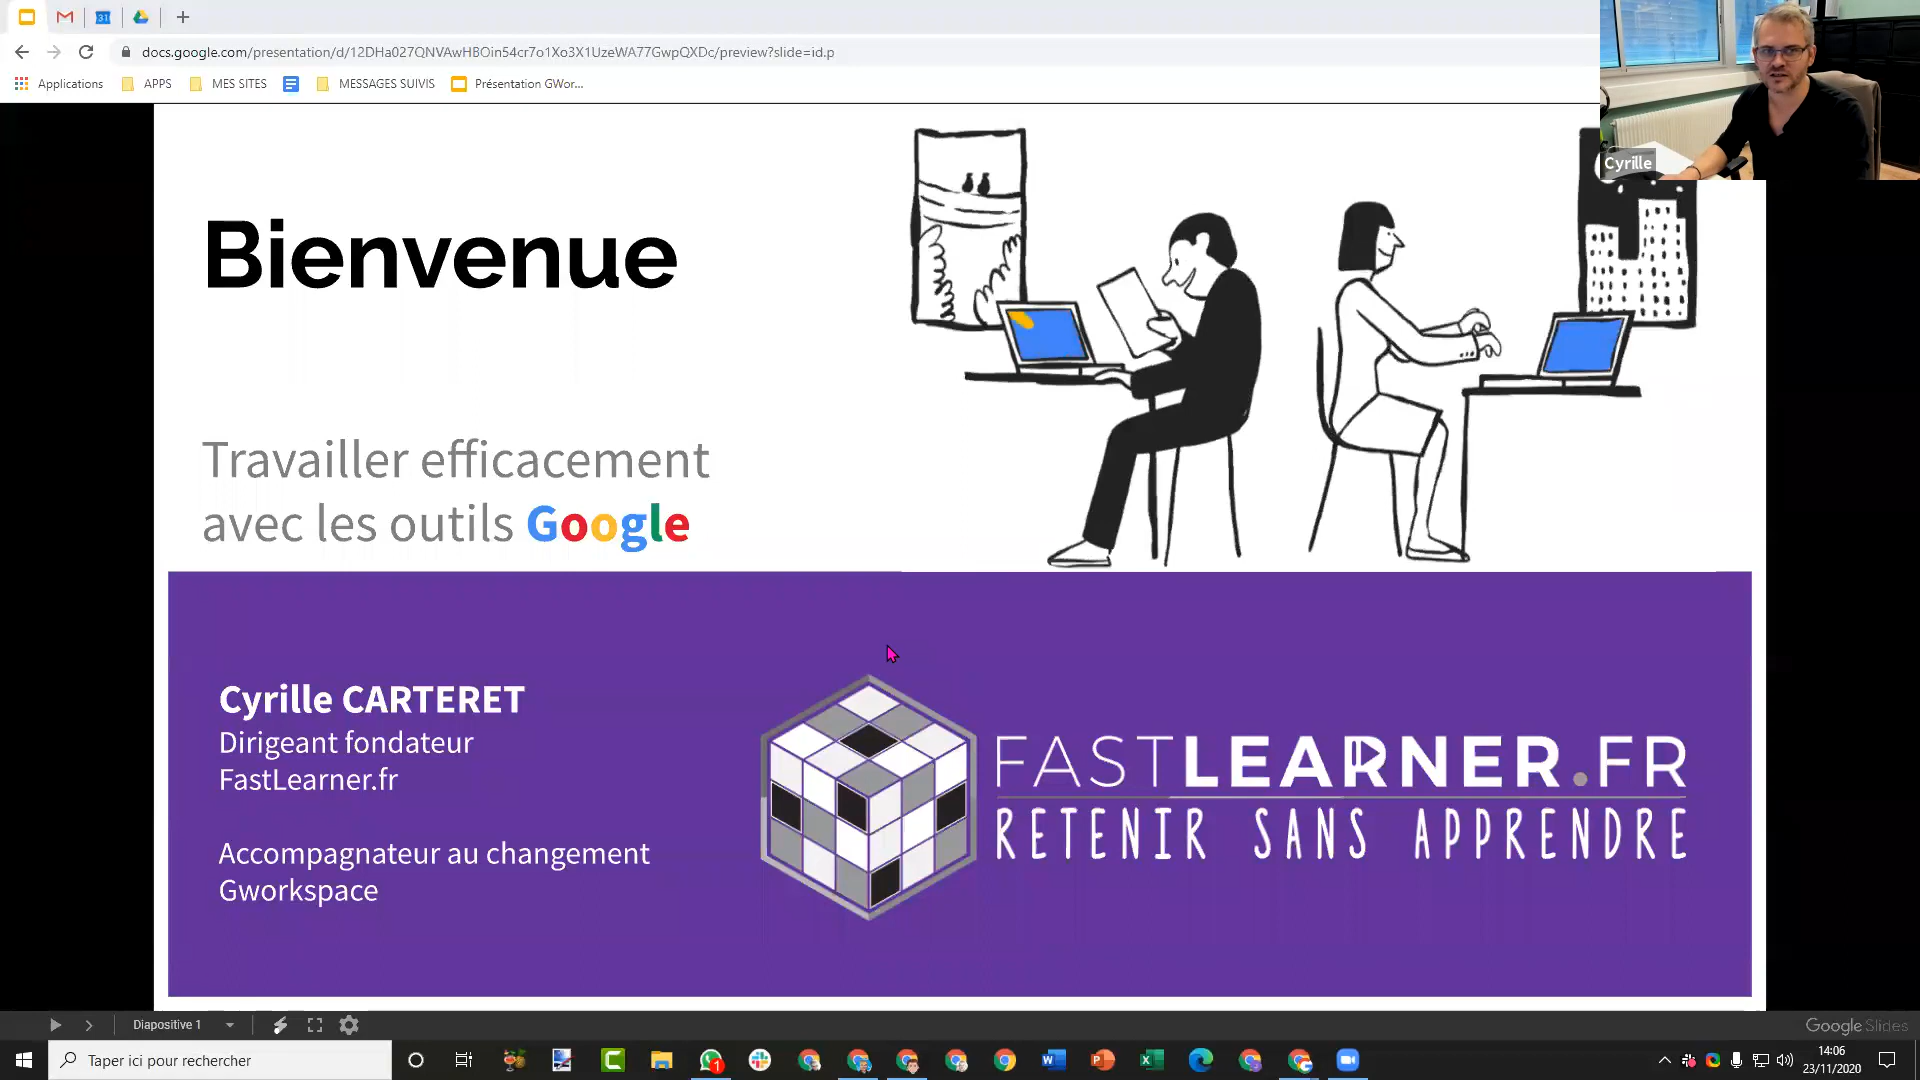 docs.google.com/presentation/d/12DHa027QNVAwHBOin54cr7o1Xo3X1UzeWA77GwpQXDc/preview?slide=id.p
Applications
APPS
MES SITES
MESSAGES SUIVIS
Présentation GWor...
Cyrille
Bienvenue
Travailler efficacement
avec les outils Google
Cyrille CARTERET
Dirigeant fondateur
FastLearner.fr
Accompagnateur au changement
Gworkspace
FASTLEARNER.FR
RETENIR SANS APPRENDRE
Diapositive 1
Google Slides
Taper ici pour rechercher
14:06
23/11/2020